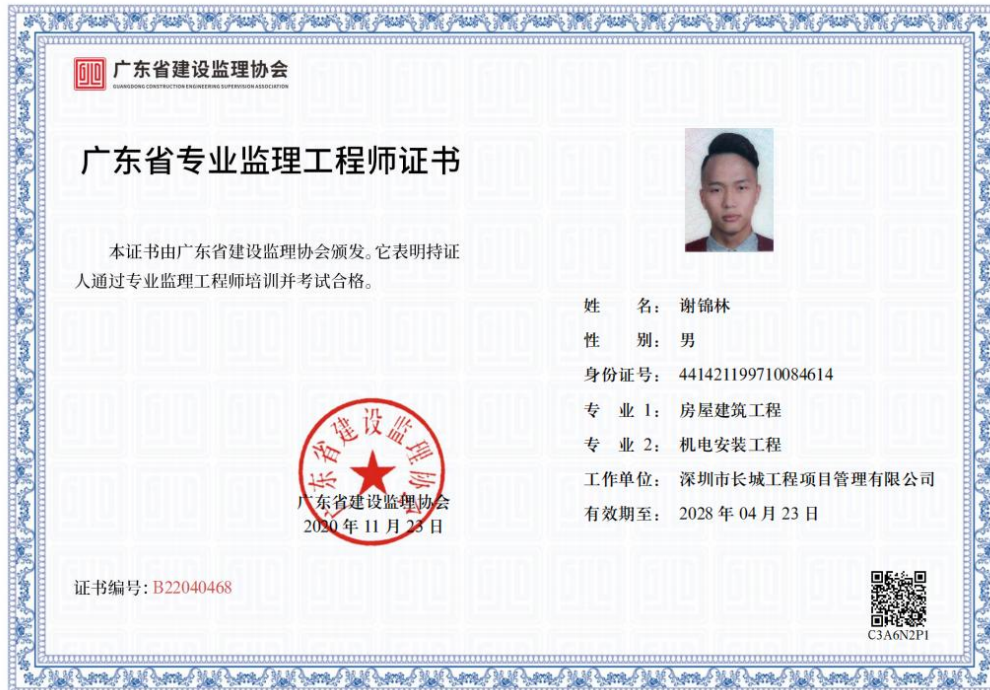 广东省建设监理协会
GUANGDONG CONSTRUCTION ENGINEERING SUPERVISION ASSOCIATION
广东省专业监理工程师证书
本证书由广东省建设监理协会颁发。它表明持证
人通过专业监理工程师培训并考试合格。
姓 名： 谢锦林
性 别： 男
身份证号： 441421199710084614
专 业 1： 房屋建筑工程
专 业 2： 机电安装工程
工作单位： 深圳市长城工程项目管理有限公司
有效期至： 2028 年 04 月 23 日
广东省建设监理协会
广东省建设监理协会
2020 年 11 月 23 日
证书编号：B22040468
C3A6N2P1